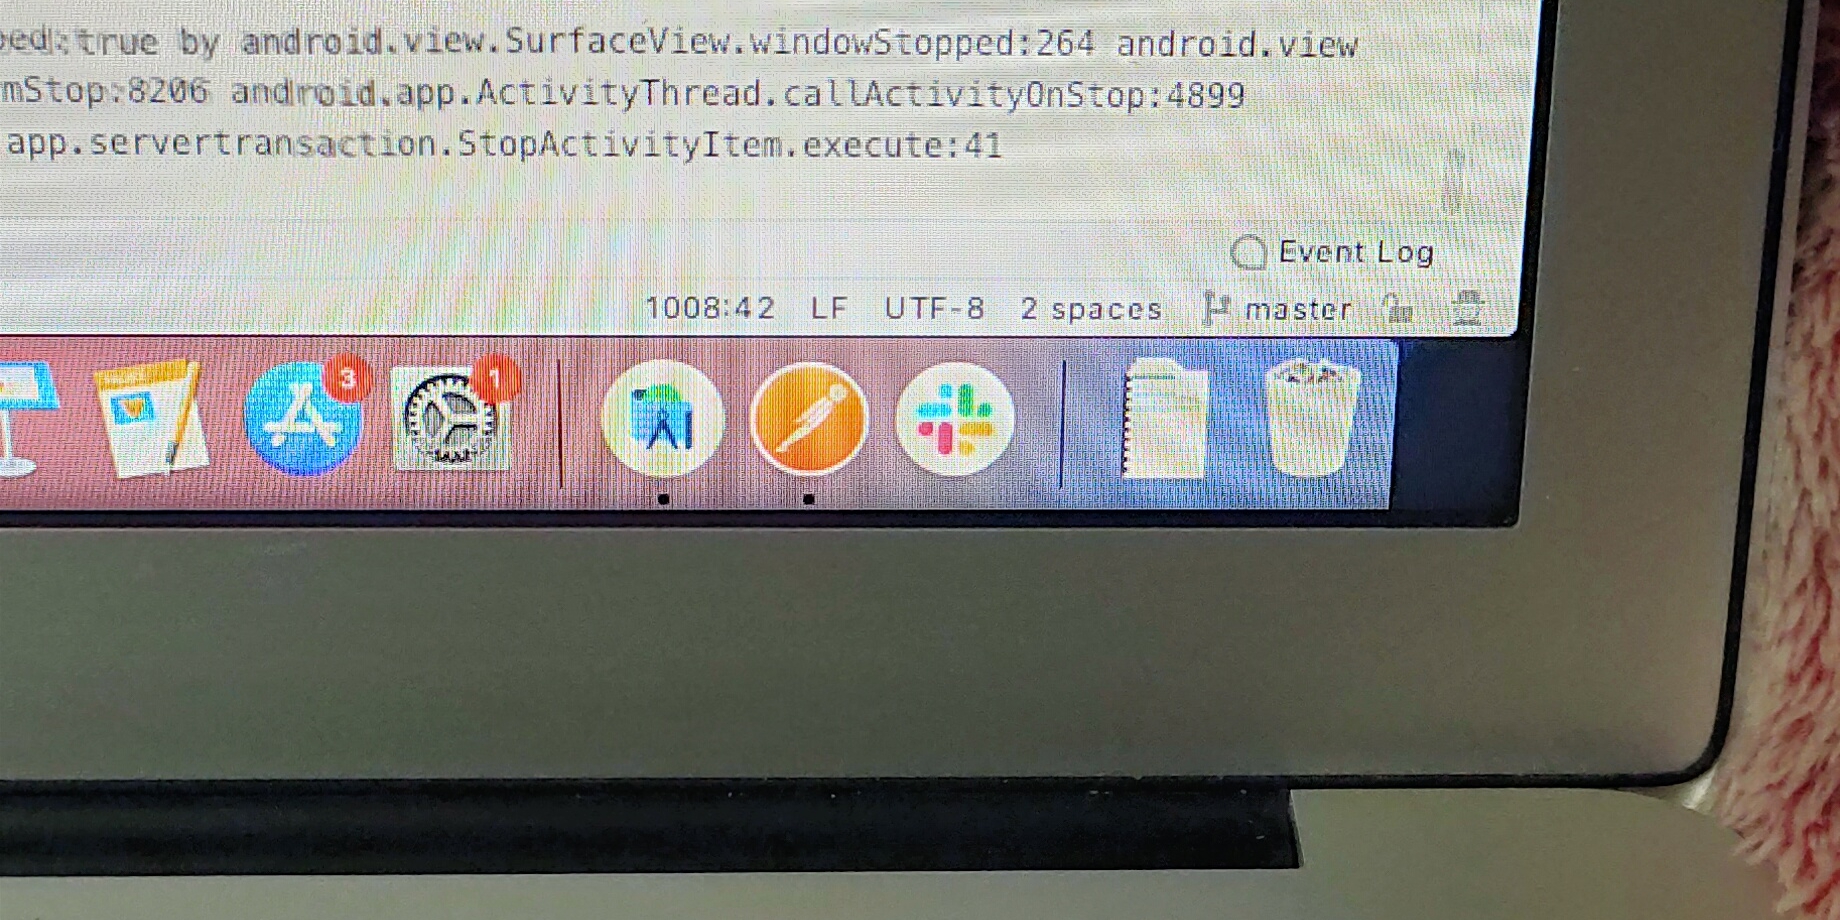 ped:true by android.view.SurfaceView.windowStopped:264 android.view
mStop:8206 android.app.ActivityThread.callActivityOnStop:4899
app.servertransaction.StopActivityItem.execute:41
Event Log
1008:42 LF UTF-8 2 spaces master
3
1